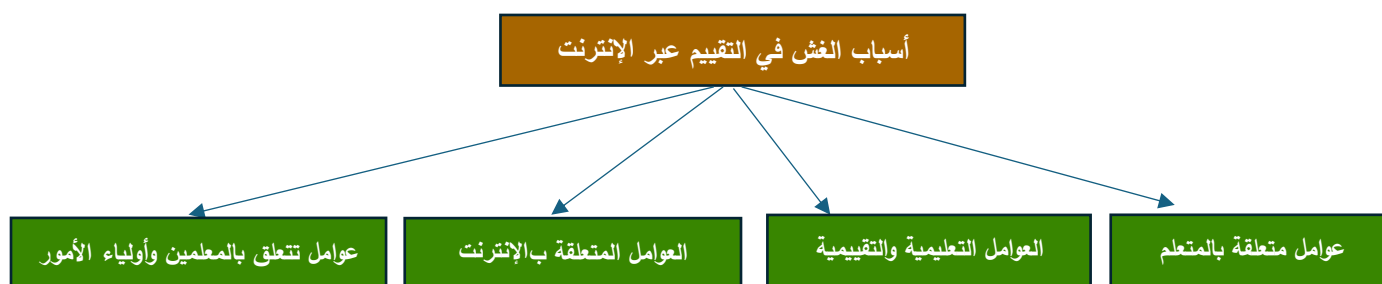 أسباب الغش في التقييم عبر الإنترنت
عوامل متعلقة بالمتعلم
العوامل التعليمية والتقييمية
العوامل المتعلقة بالإنترنت
عوامل تتعلق بالمعلمين وأولياء الأمور